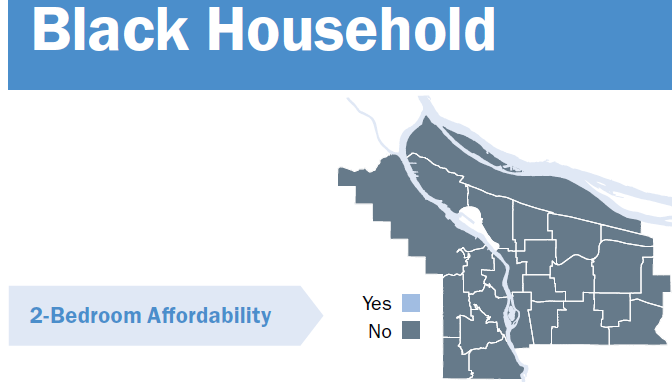 Black Household
2-Bedroom Affordability
Yes
No